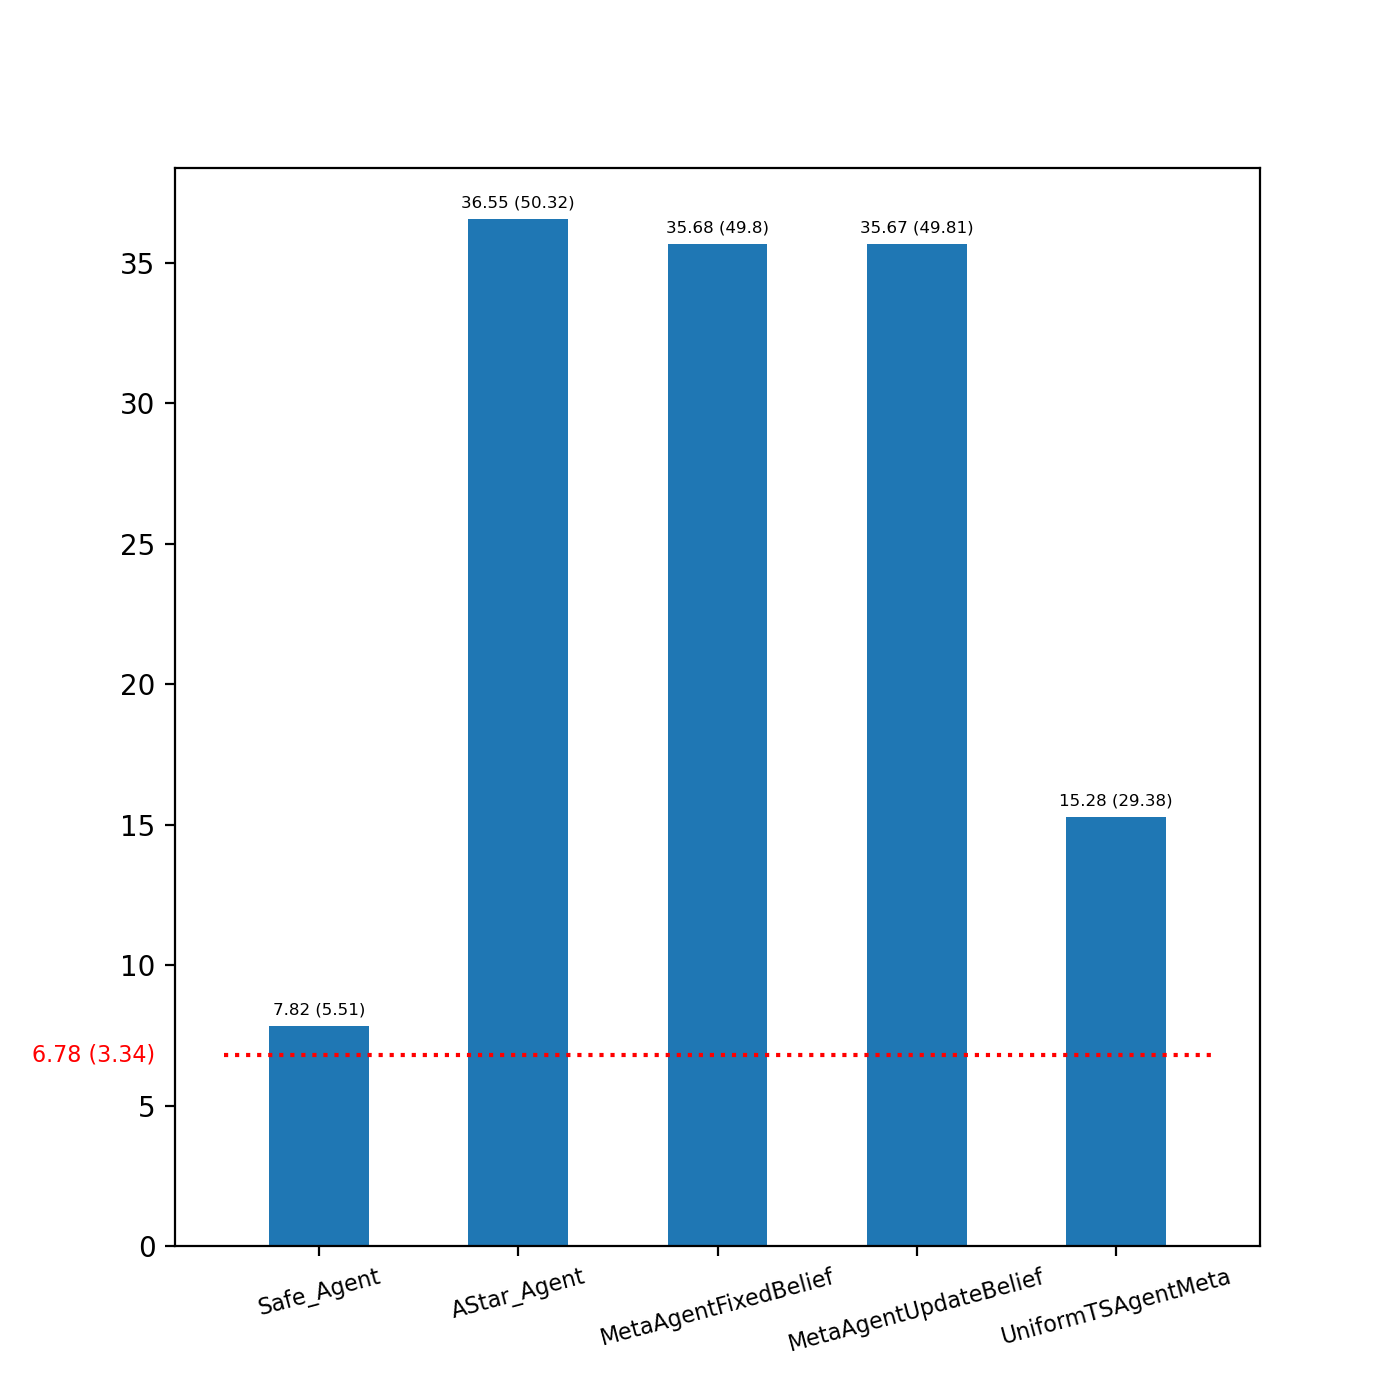 36.55 (50.32)
35.68 (49.8)
35.67 (49.81)
35
30
25
20
15.28 (29.38)
15
10
7.82 (5.51)
6.78 (3.34)
5
0
Safe_Agent
AStar_Agent
MetaAgentFixedBelief
MetaAgentUpdateBelief
UniformTSAgentMeta